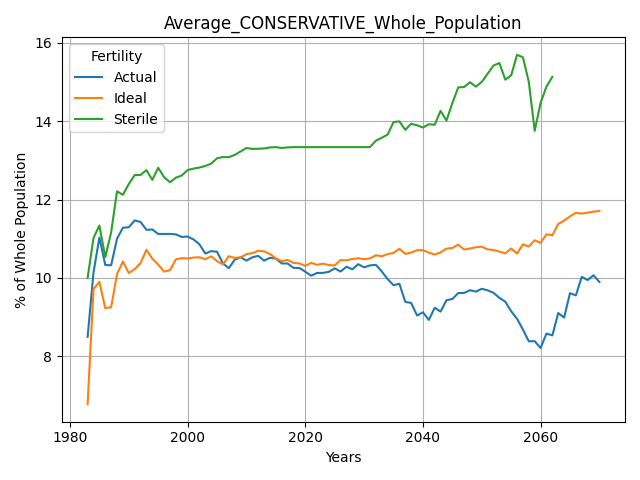 Average_CONSERVATIVE_Whole_Population
% of Whole Population
16
14
12
10
8
Fertility
Actual
Ideal
Sterile
1980
2000
2020
2040
2060
Years